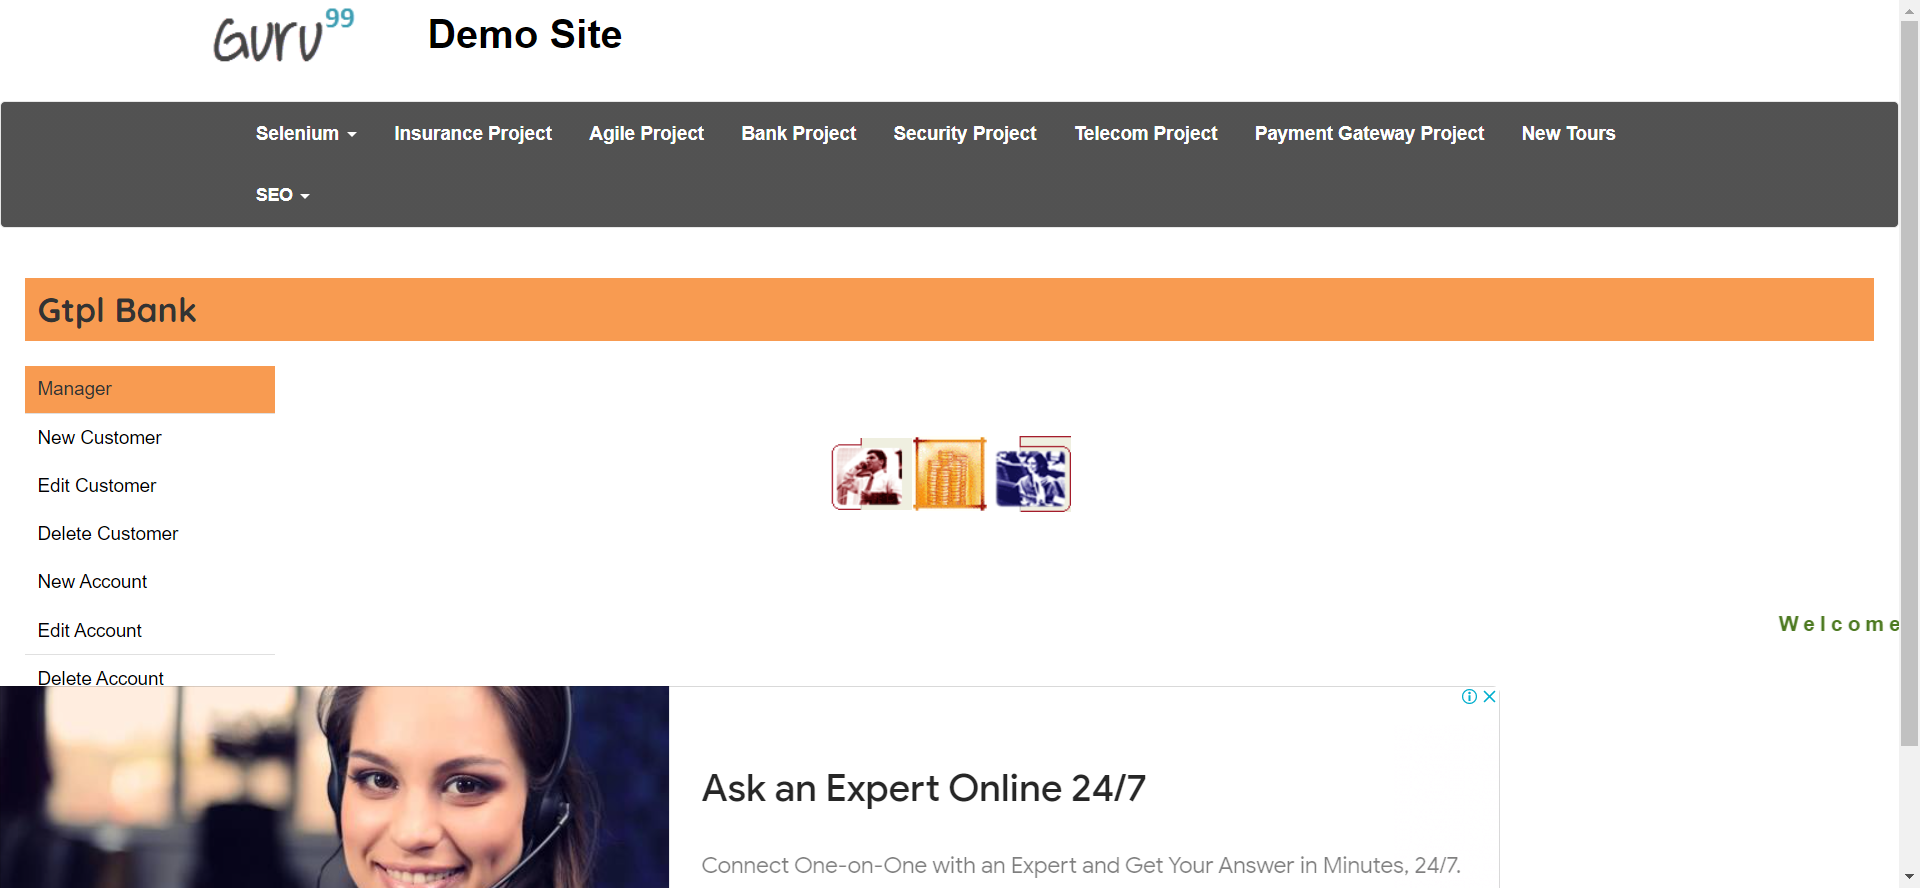 Guru99
Demo Site
Selenium Insurance Project Agile Project Bank Project Security Project Telecom Project Payment Gateway Project New Tours
SEO
Gtpl Bank
Manager
New Customer
Edit Customer
Delete Customer
New Account
Edit Account
Welcome
Delete Account
Ask an Expert Online 24/7
Connect One-on-One with an Expert and Get Your Answer in Minutes, 24/7.